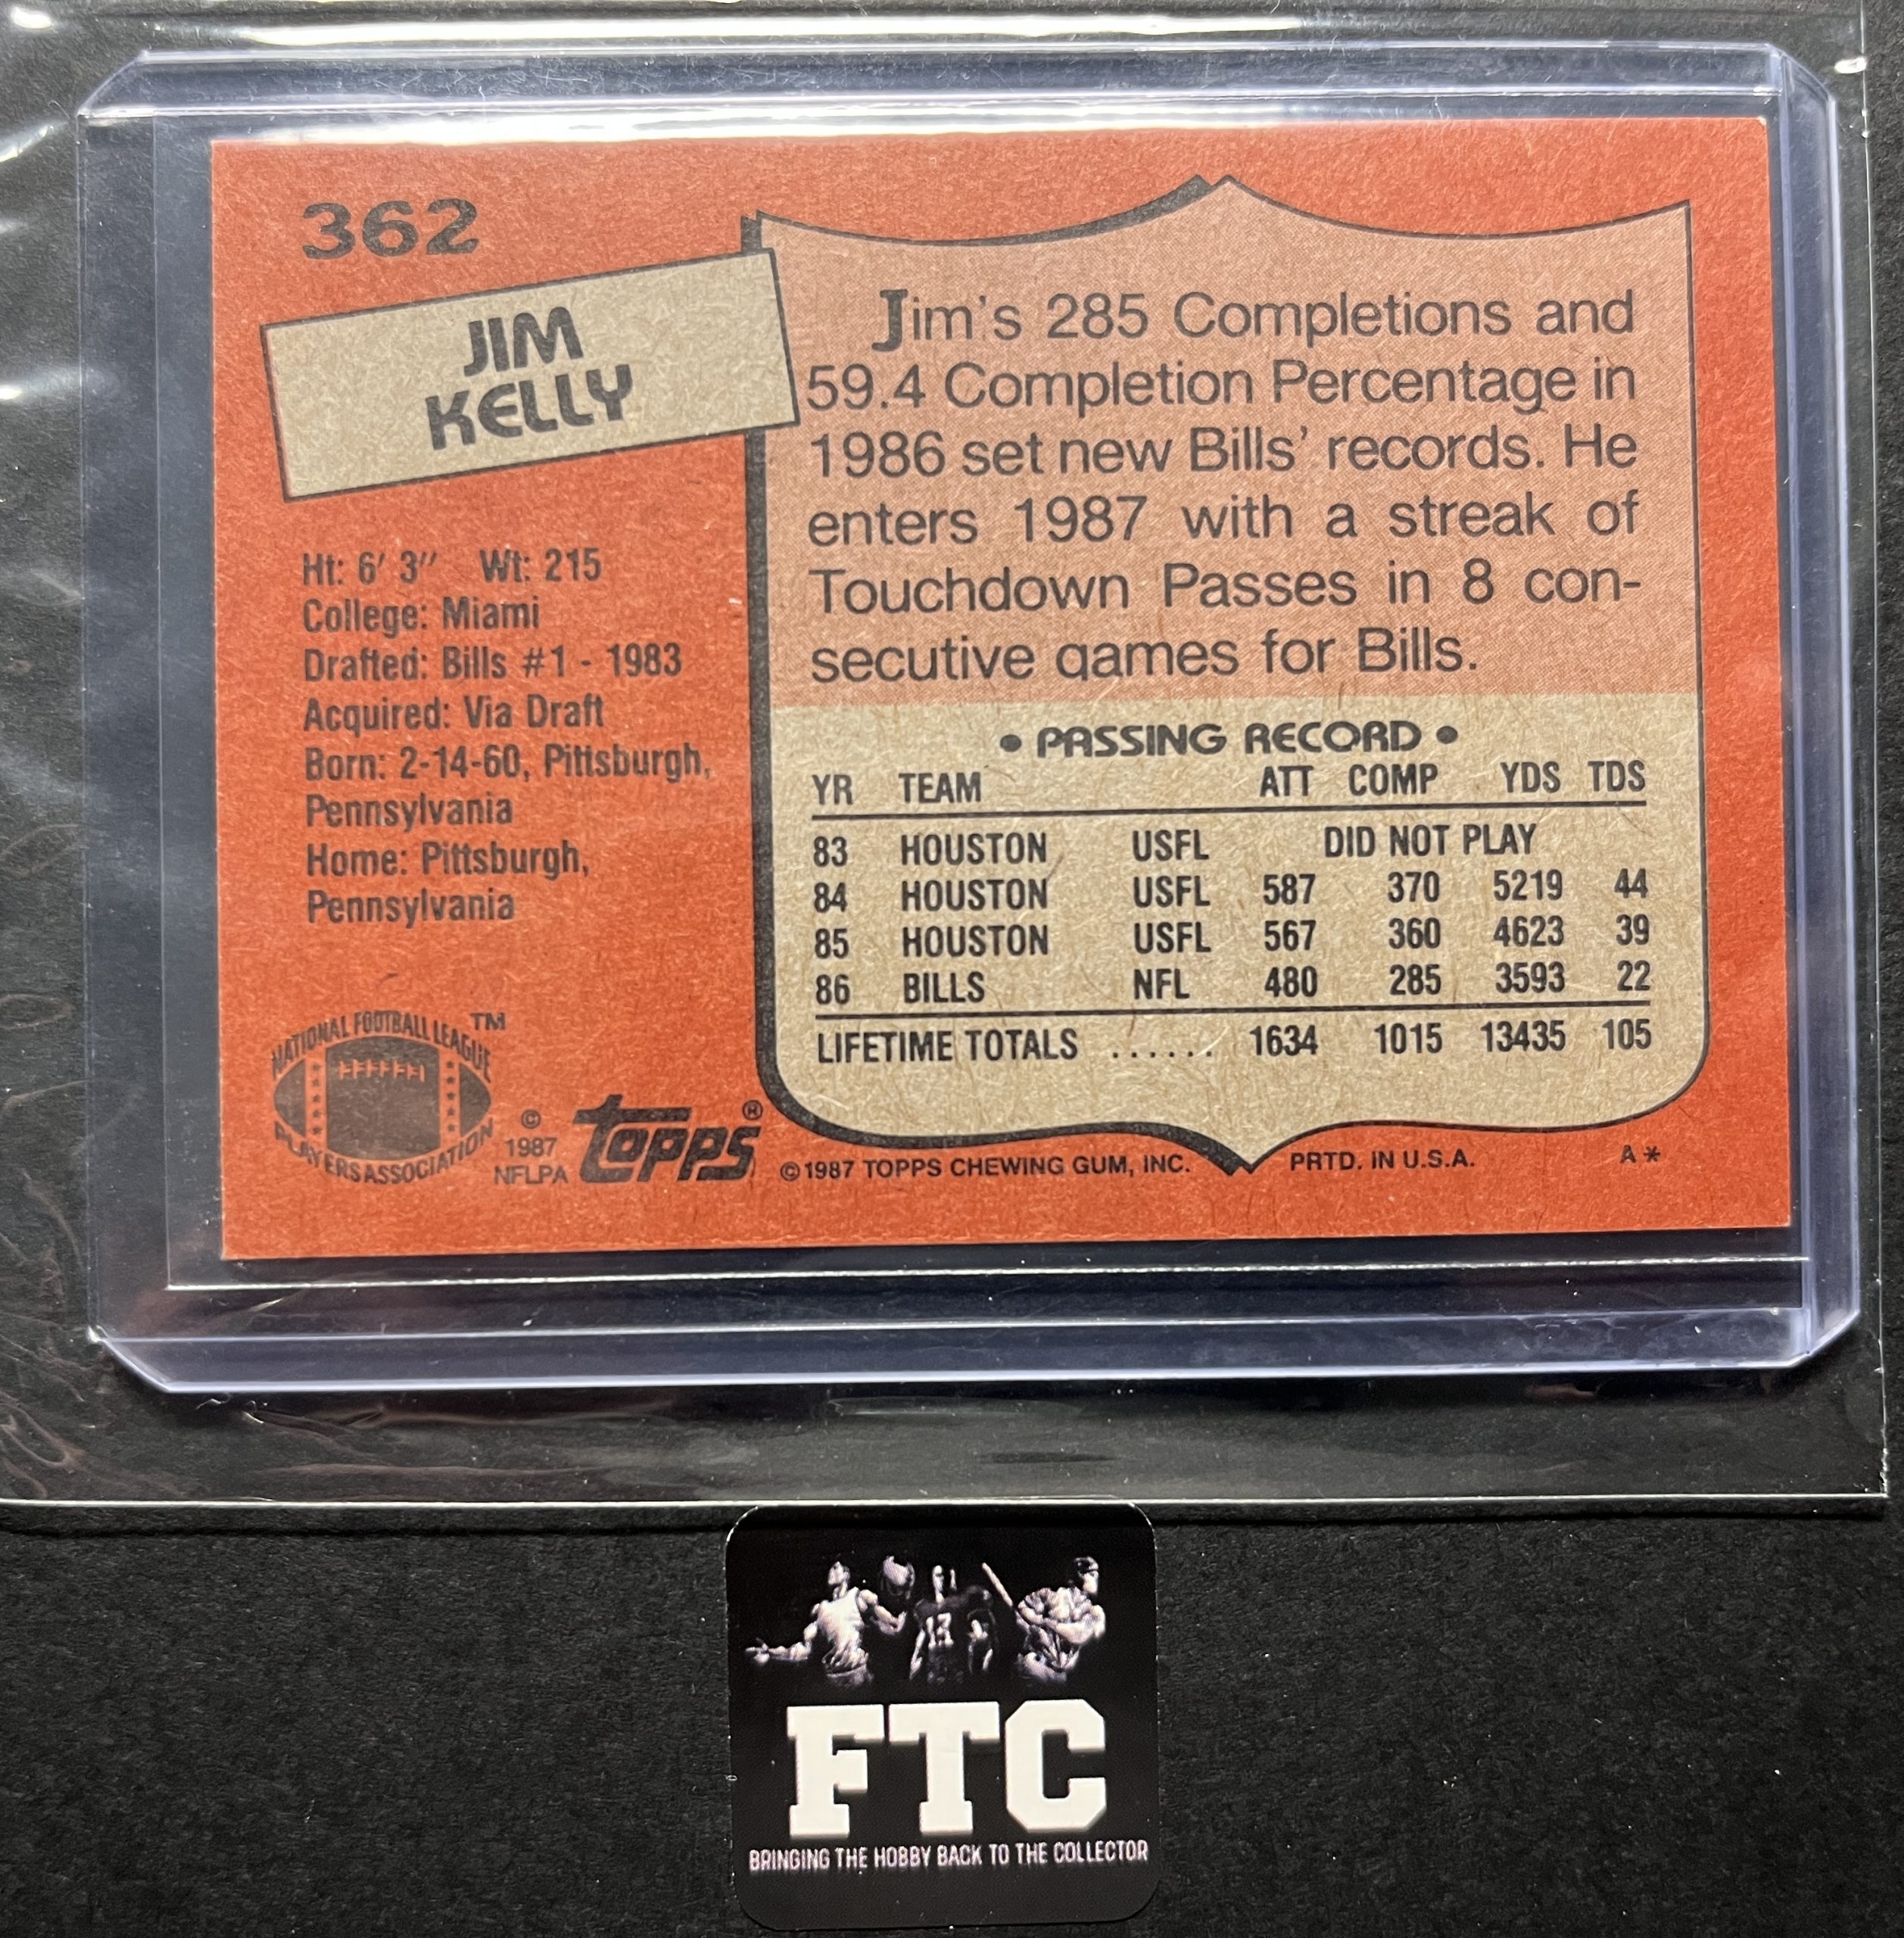 362
JIM
KELLY
Ht: 6' 3" Wt: 215
College: Miami
Drafted: Bills #1 - 1983
Acquired: Via Draft
Born: 2-14-60, Pittsburgh,
Pennsylvania
Home: Pittsburgh,
Pennsylvania
NATIONAL FOOTBALL LEAGUE™
PLAYERS ASSOCIATION
©
1987
NFLPA
Topps®
Jim's 285 Completions and
59.4 Completion Percentage in
1986 set new Bills' records. He
enters 1987 with a streak of
Touchdown Passes in 8 con-
secutive games for Bills.
• PASSING RECORD •
YR TEAM ATT COMP YDS TDS
83 HOUSTON USFL DID NOT PLAY
84 HOUSTON USFL 587 370 5219 44
85 HOUSTON USFL 567 360 4623 39
86 BILLS NFL 480 285 3593 22
LIFETIME TOTALS ...... 1634 1015 13435 105
©1987 TOPPS CHEWING GUM, INC. PRTD. IN U.S.A. A*
13
FTC
BRINGING THE HOBBY BACK TO THE COLLECTOR